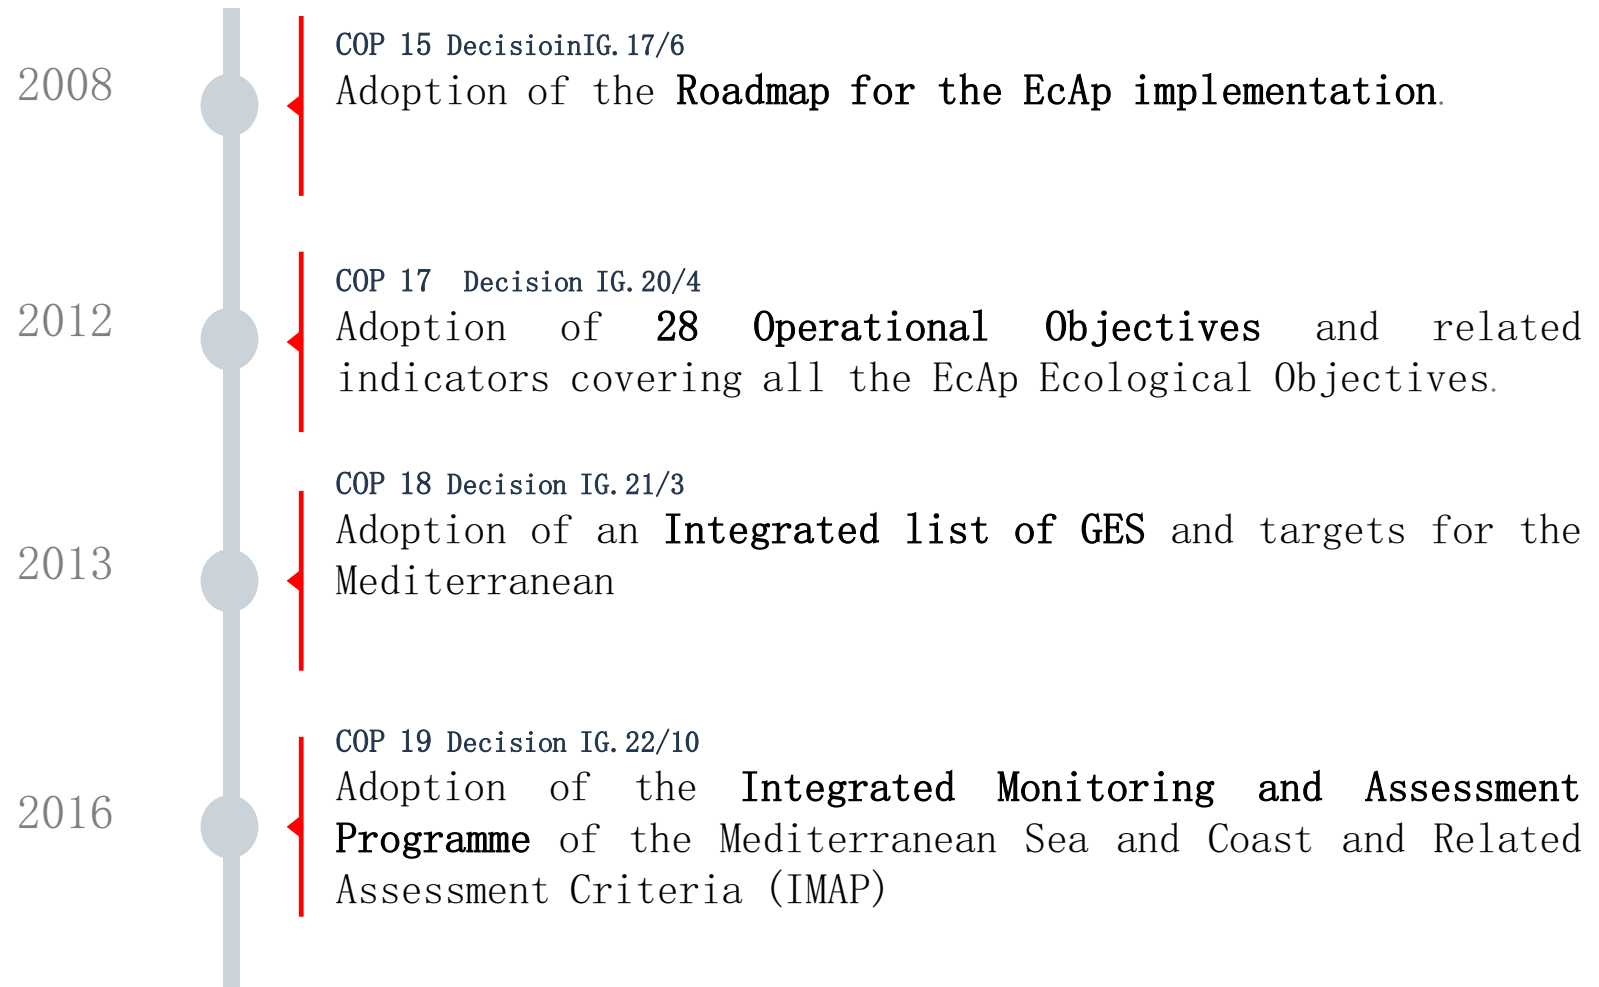 2008
COP 15 DecisioinIG.17/6
Adoption of the Roadmap for the EcAp implementation.
2012
COP 17 Decision IG.20/4
Adoption of 28 Operational Objectives and related
indicators covering all the EcAp Ecological Objectives.
2013
COP 18 Decision IG.21/3
Adoption of an Integrated list of GES and targets for the
Mediterranean
2016
COP 19 Decision IG.22/10
Adoption of the Integrated Monitoring and Assessment
Programme of the Mediterranean Sea and Coast and Related
Assessment Criteria (IMAP)